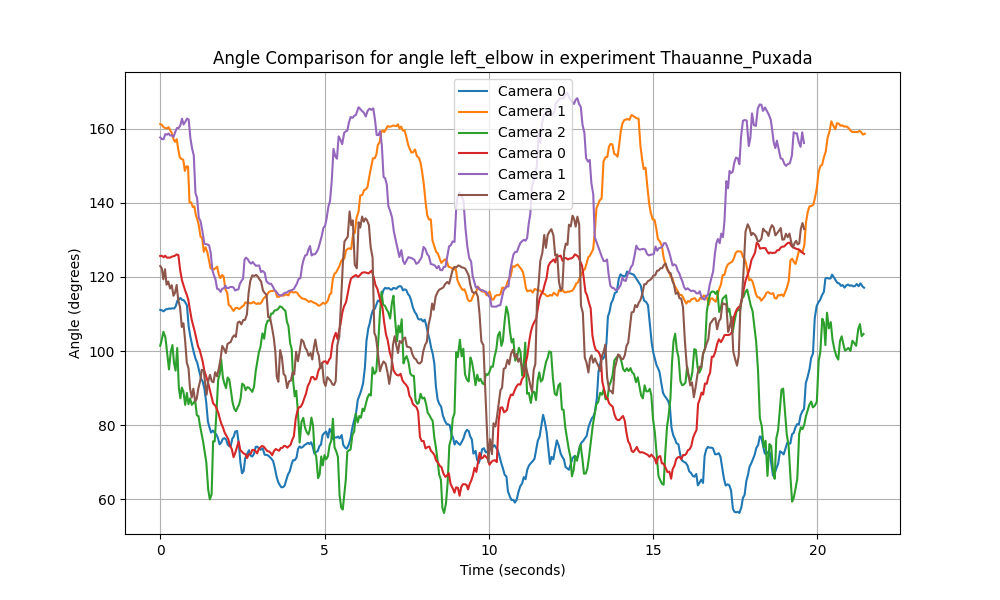 Angle Comparison for angle left_elbow in experiment Thauanne_Puxada
Camera 0
Camera 1
Camera 2
Camera 0
Camera 1
Camera 2
160
140
120
100
80
60
Angle (degrees)
0 5 10 15 20
Time (seconds)